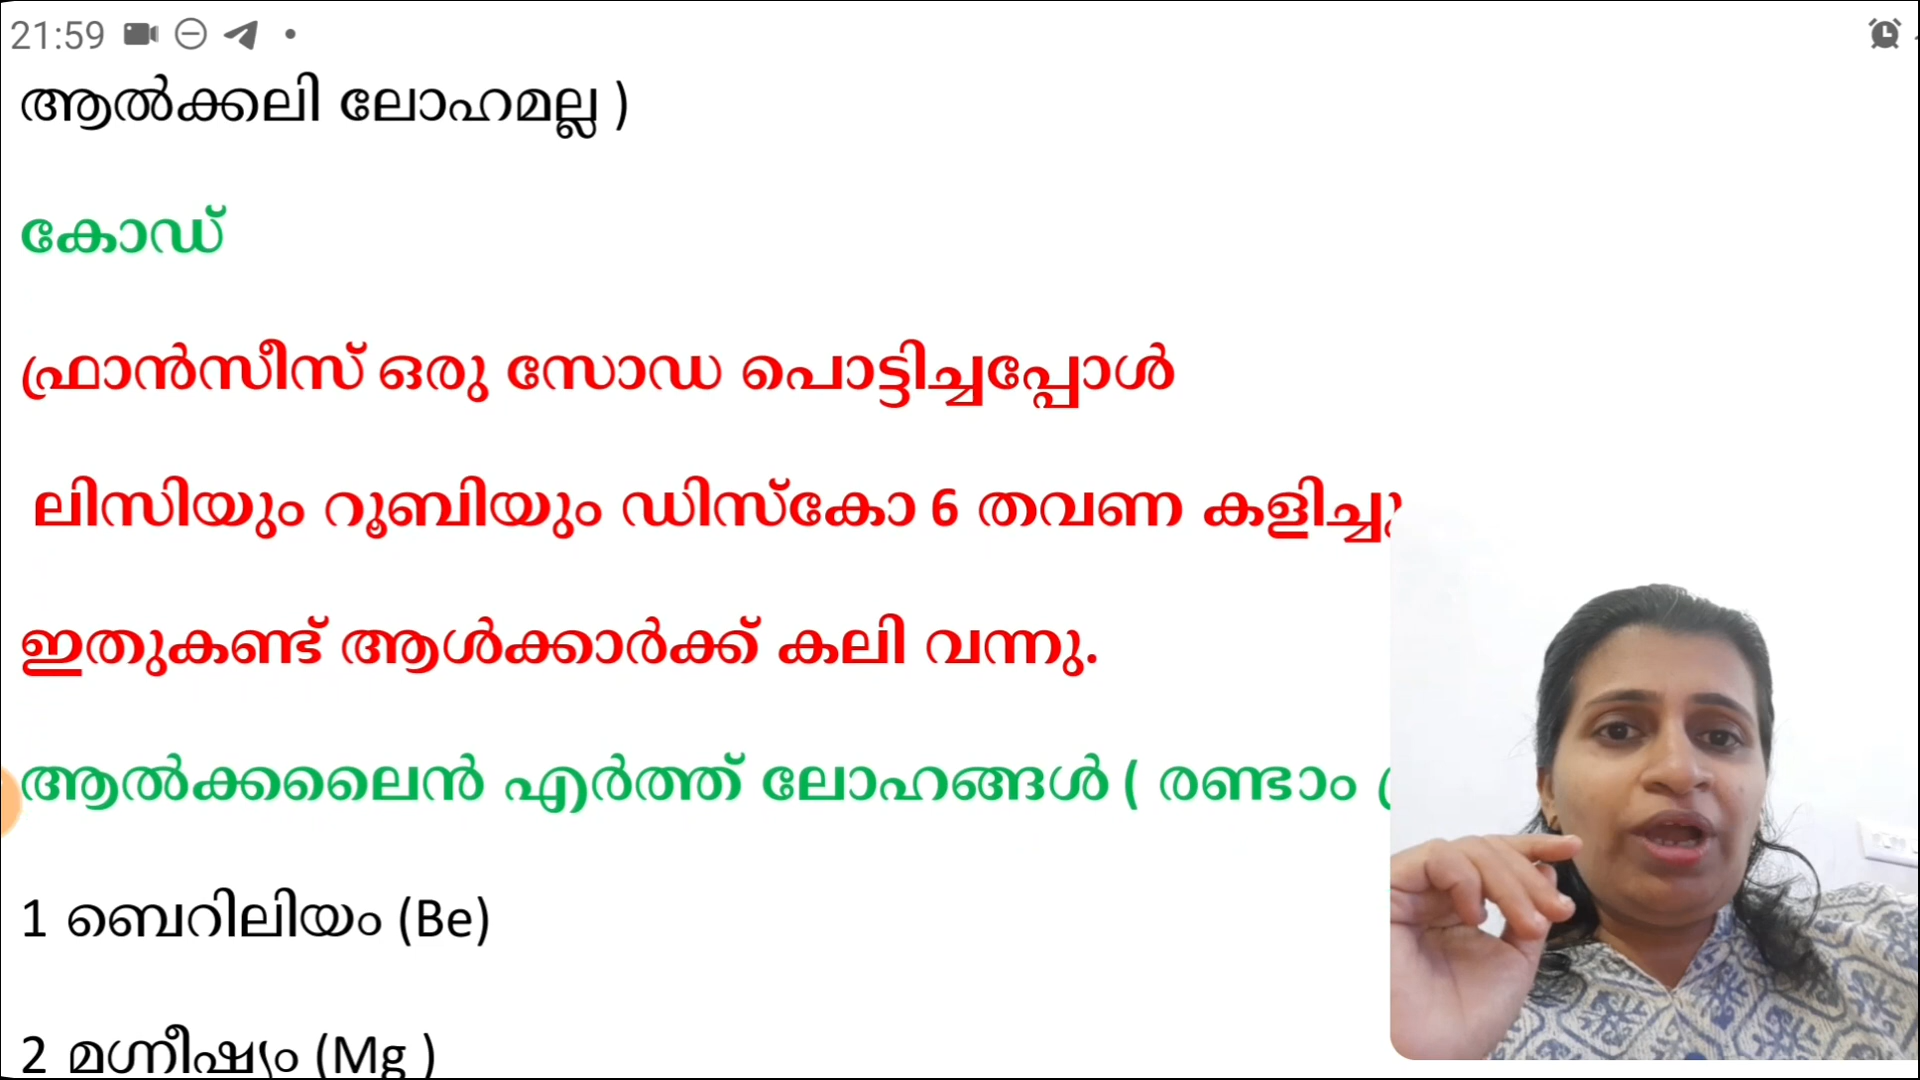 21:59
ആൽക്കലി ലോഹമല്ല )
കോഡ്
ഫ്രാൻസീസ് ഒരു സോഡ പൊട്ടിച്ചപ്പോൾ
ലിസിയും റൂബിയും ഡിസ്കോ 6 തവണ കളിച്ചു
ഇതുകണ്ട് ആൾക്കാർക്ക് കലി വന്നു.
ആൽക്കലൈൻ എർത്ത് ലോഹങ്ങൾ ( രണ്ടാം
1 ബെറിലിയം (Be)
2 മഗ്നീഷ്യം (Mg )